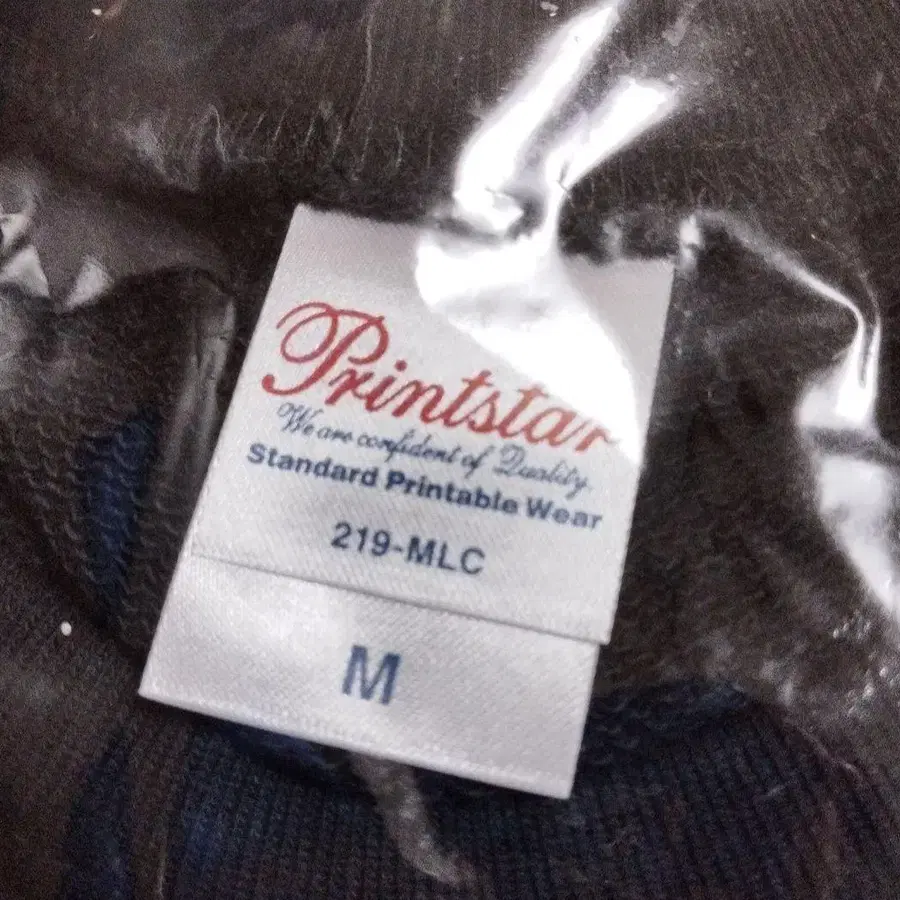 Printstar
We are confident of Quality.
Standard Printable Wear
219-MLC
M